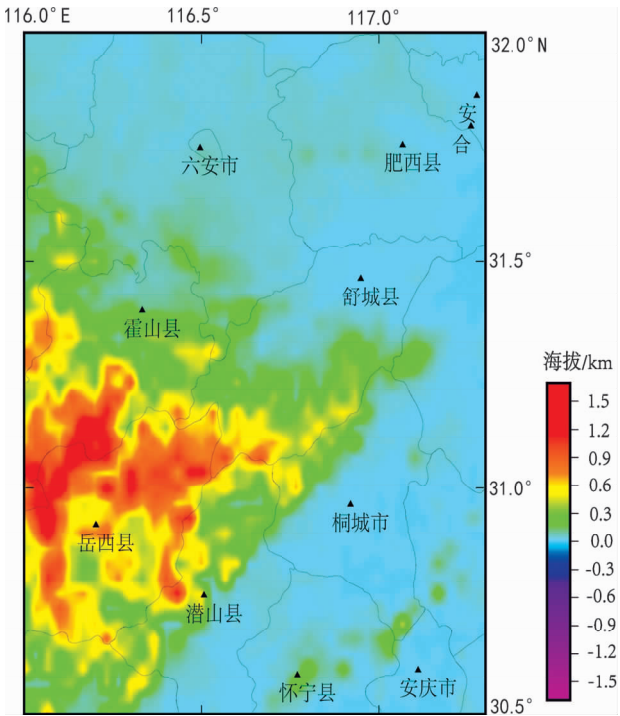 116.0°E 116.5° 117.0°
32.0°N
安
合
六安市
肥西县
31.5°
舒城县
霍山县
海拔/km
1.5
1.2
0.9
0.6
0.3
0.0
-0.3
-0.6
-0.9
-1.2
-1.5
31.0°
桐城市
岳西县
潜山县
怀宁县
安庆市
30.5°